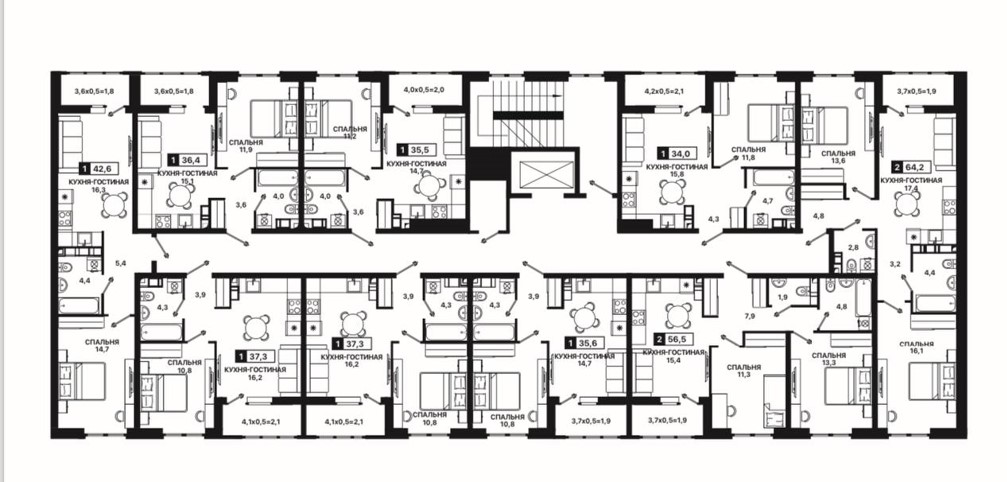 3,6x0,5=1,8
3,6x0,5=1,8
4,0x0,5=2,0
4,2x0,5=2,1
3,7x0,5=1,9
1 42,6
КУХНЯ-ГОСТИНАЯ
16,3
5,4
4,4
СПАЛЬНЯ
14,7
1 36,4
КУХНЯ-ГОСТИНАЯ
15,1
СПАЛЬНЯ
11,9
3,6
4,0
СПАЛЬНЯ
11,2
1 35,5
КУХНЯ-ГОСТИНАЯ
14,7
4,0
3,6
1 34,0
КУХНЯ-ГОСТИНАЯ
15,8
СПАЛЬНЯ
11,8
4,3
4,7
СПАЛЬНЯ
13,6
2 64,2
КУХНЯ-ГОСТИНАЯ
17,4
4,8
2,8
3,2
4,4
СПАЛЬНЯ
16,1
4,3
3,9
СПАЛЬНЯ
10,8
1 37,3
КУХНЯ-ГОСТИНАЯ
16,2
4,1x0,5=2,1
1 37,3
КУХНЯ-ГОСТИНАЯ
16,2
3,9
4,3
СПАЛЬНЯ
10,8
4,1x0,5=2,1
4,3
3,9
СПАЛЬНЯ
10,8
1 35,6
КУХНЯ-ГОСТИНАЯ
14,7
3,7x0,5=1,9
2 56,5
КУХНЯ-ГОСТИНАЯ
15,4
3,7x0,5=1,9
7,9
1,9
4,8
СПАЛЬНЯ
11,3
СПАЛЬНЯ
13,3